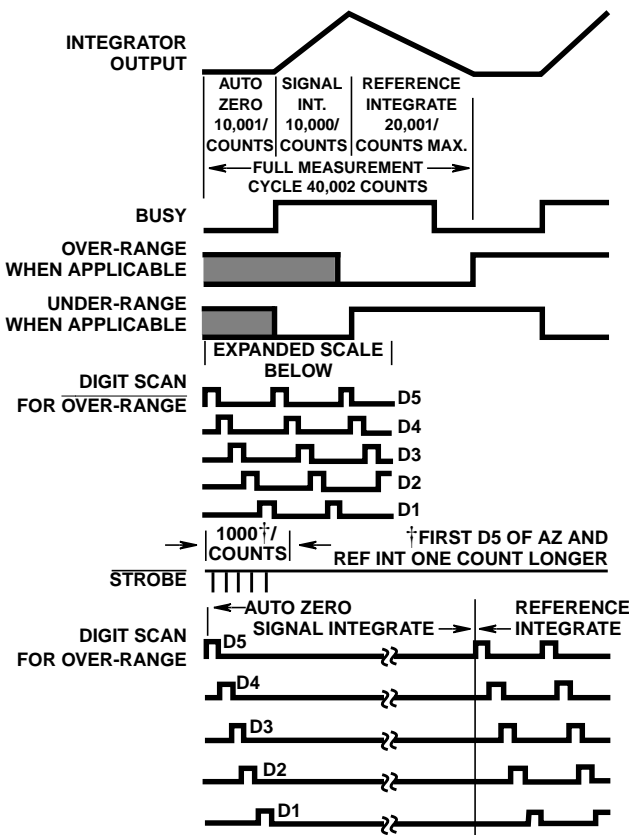 INTEGRATOR
OUTPUT
AUTO
ZERO
10,001/
COUNTS
SIGNAL
INT.
10,000/
COUNTS
REFERENCE
INTEGRATE
20,001/
COUNTS MAX.
FULL MEASUREMENT
CYCLE 40,002 COUNTS
BUSY
OVER-RANGE
WHEN APPLICABLE
UNDER-RANGE
WHEN APPLICABLE
EXPANDED SCALE
BELOW
DIGIT SCAN
FOR OVER-RANGE
D5
D4
D3
D2
D1
1000†/
COUNTS
†FIRST D5 OF AZ AND
REF INT ONE COUNT LONGER
STROBE
AUTO ZERO
SIGNAL INTEGRATE
REFERENCE
INTEGRATE
DIGIT SCAN
FOR OVER-RANGE
D5
D4
D3
D2
D1